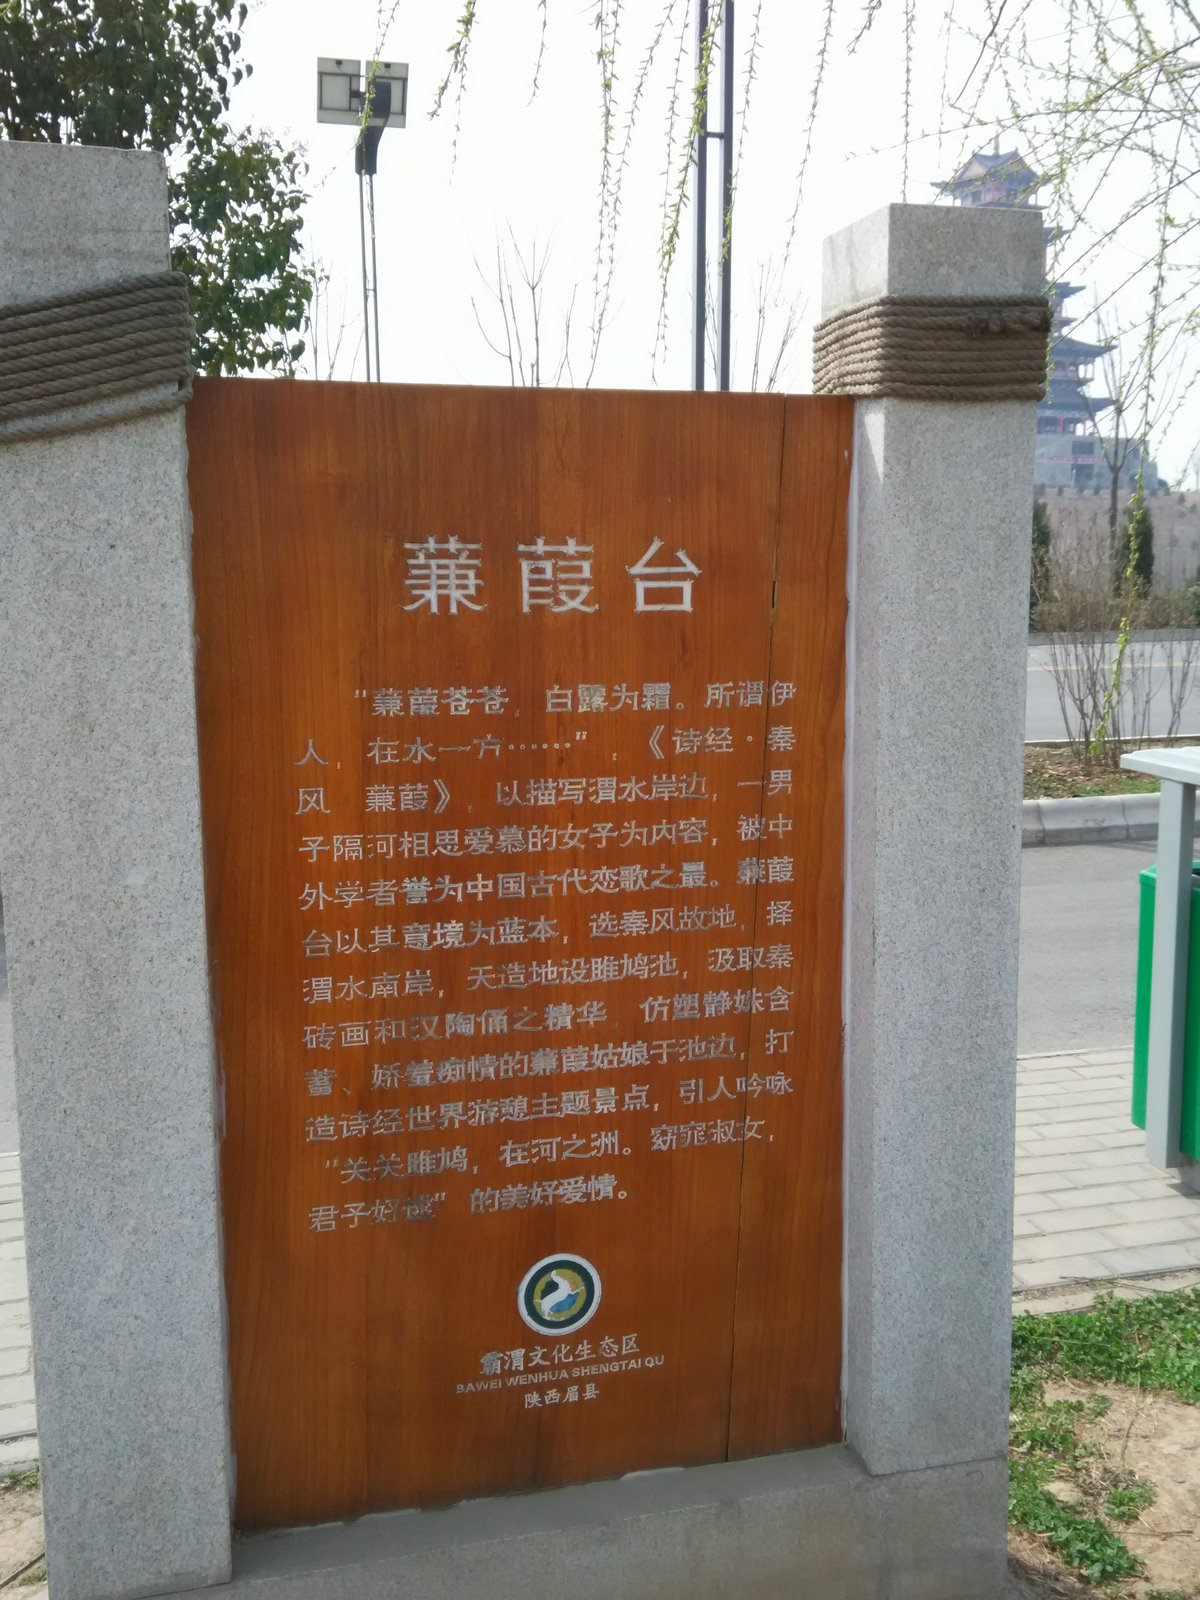 蒹葭台
“蒹葭苍苍，白露为霜。所谓伊
人，在水一方……”，《诗经·秦
风 蒹葭》，以描写渭水岸边，一男
子隔河相思爱慕的女子为内容，被中
外学者誉为中国古代恋歌之最。蒹葭
台以其意境为蓝本，选秦风故地，择
渭水南岸，天造地设雎鸠池，汲取秦
砖画和汉陶俑之精华，仿塑静姝含
蓄、娇羞痴情的蒹葭姑娘于池边，打
造诗经世界游憩主题景点，引人吟咏
“关关雎鸠，在河之洲。窈窕淑女，
君子好逑”的美好爱情。
霸渭文化生态区
BAWEI WENHUA SHENGTAI QU
陕西眉县